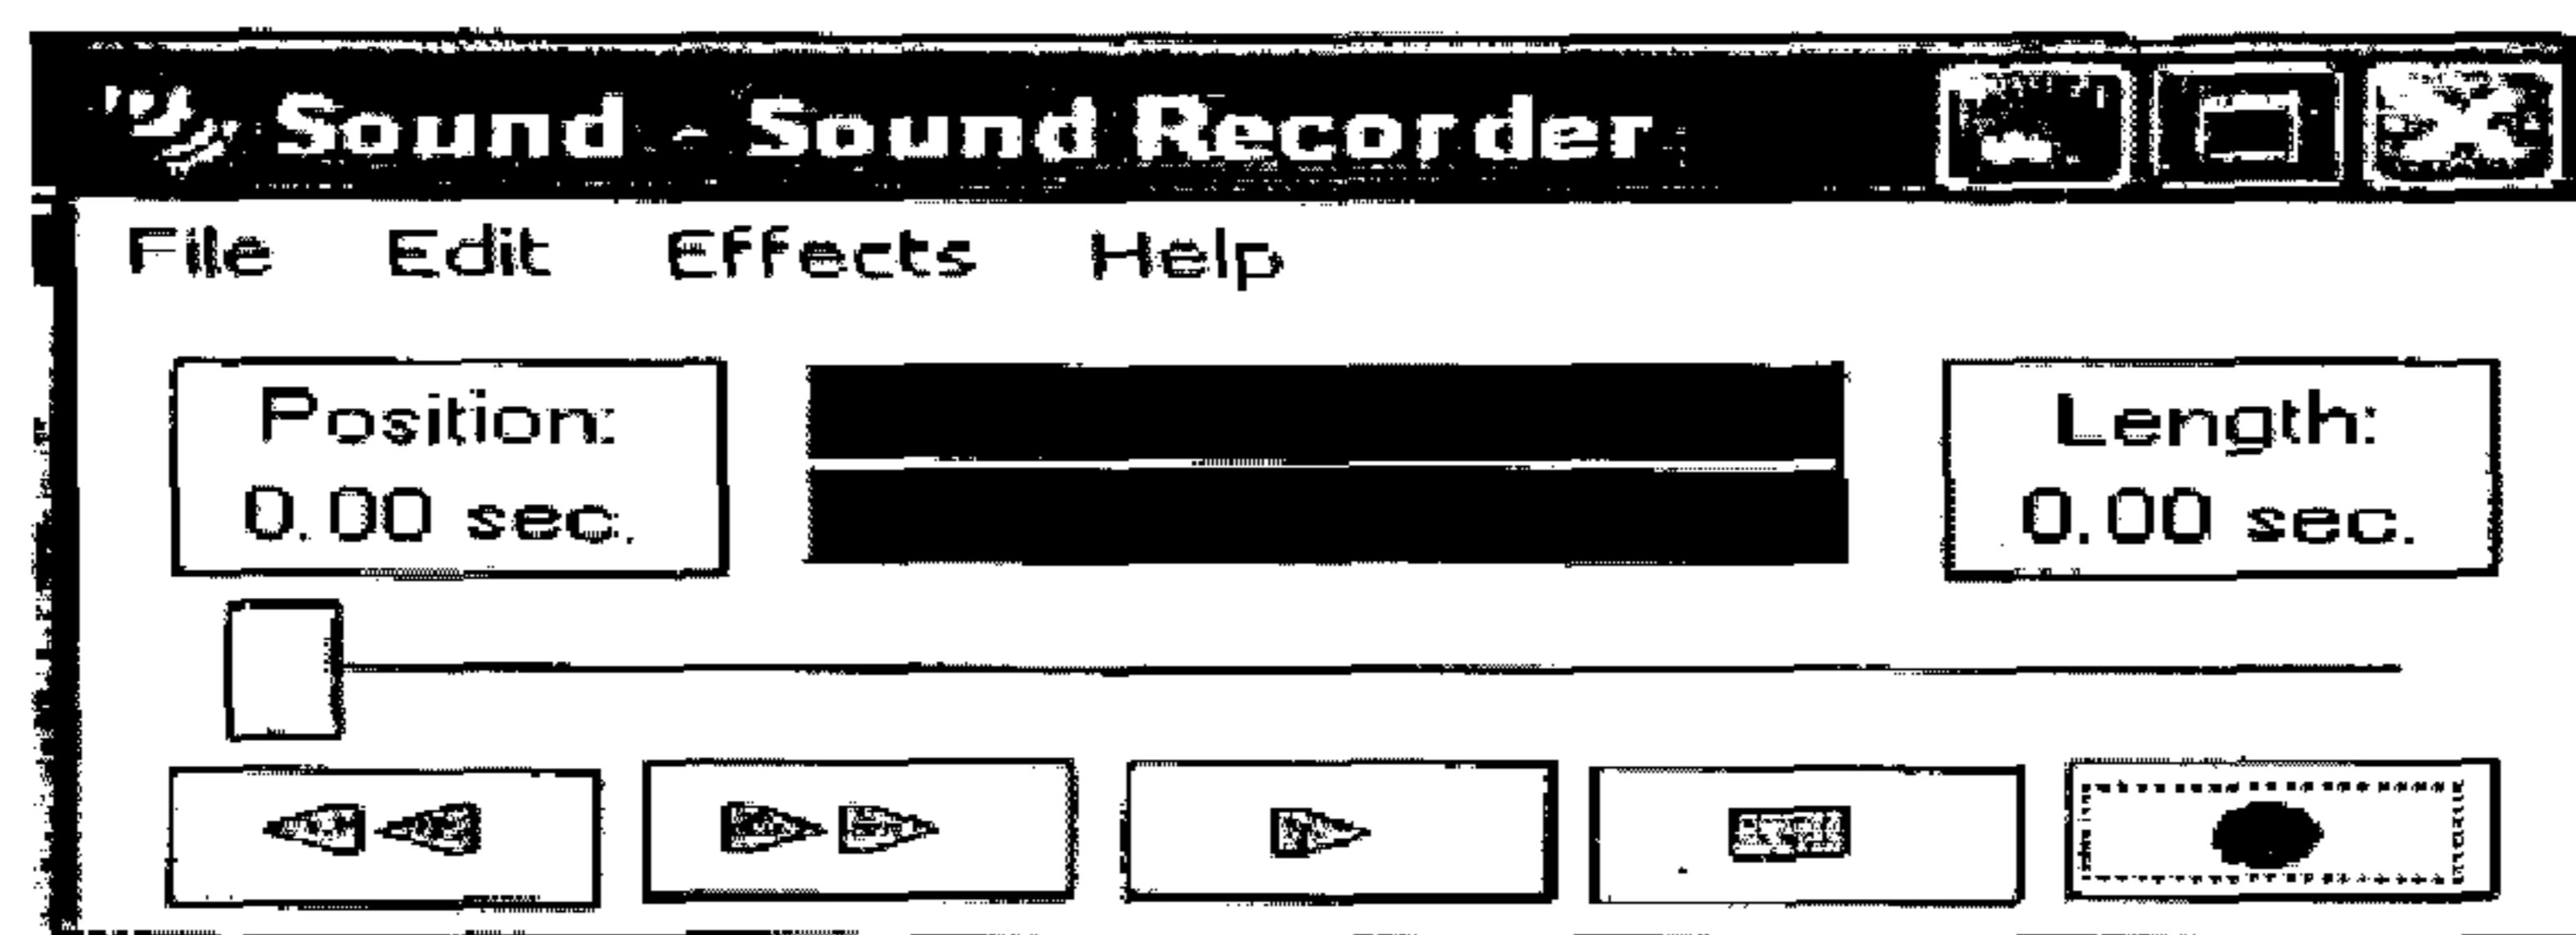 Sound - Sound Recorder
File Edit Effects Help
Position:
0.00 sec.
Length:
0.00 sec.